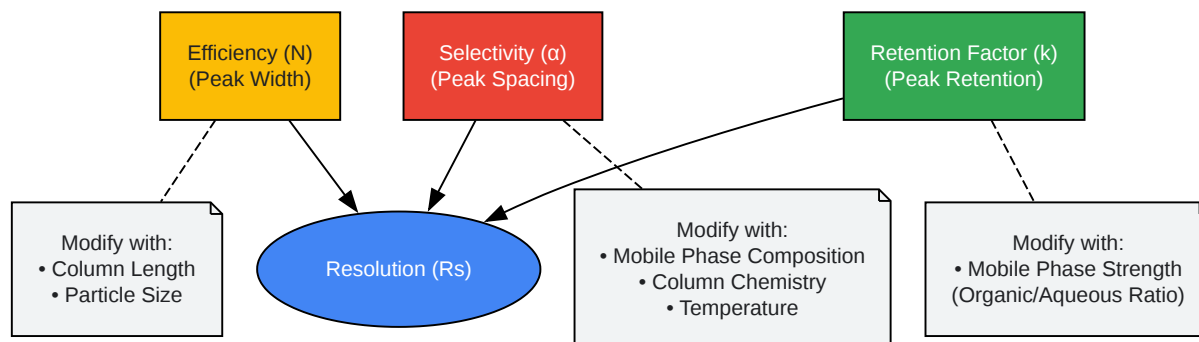 Efficiency (N)
(Peak Width)
Selectivity (α)
(Peak Spacing)
Retention Factor (k)
(Peak Retention)
Modify with:
• Column Length
• Particle Size
Resolution (Rs)
Modify with:
• Mobile Phase Composition
• Column Chemistry
• Temperature
Modify with:
• Mobile Phase Strength
(Organic/Aqueous Ratio)